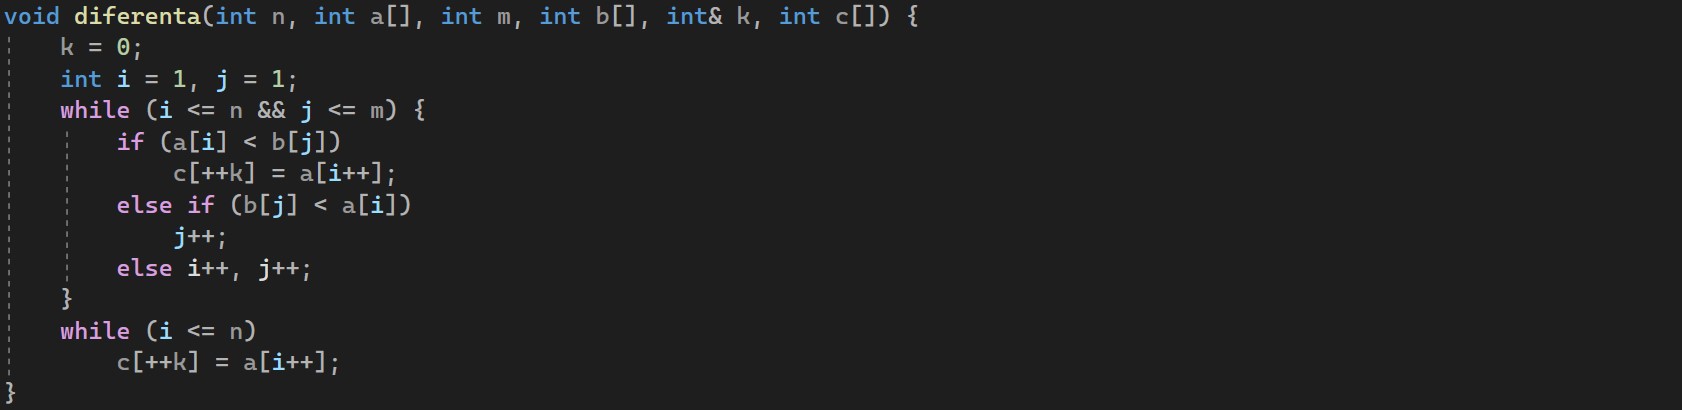 void diferenta(int n, int a[], int m, int b[], int& k, int c[]) {
    k = 0;
    int i = 1, j = 1;
    while (i <= n && j <= m) {
        if (a[i] < b[j])
            c[++k] = a[i++];
        else if (b[j] < a[i])
            j++;
        else i++, j++;
    }
    while (i <= n)
        c[++k] = a[i++];
}